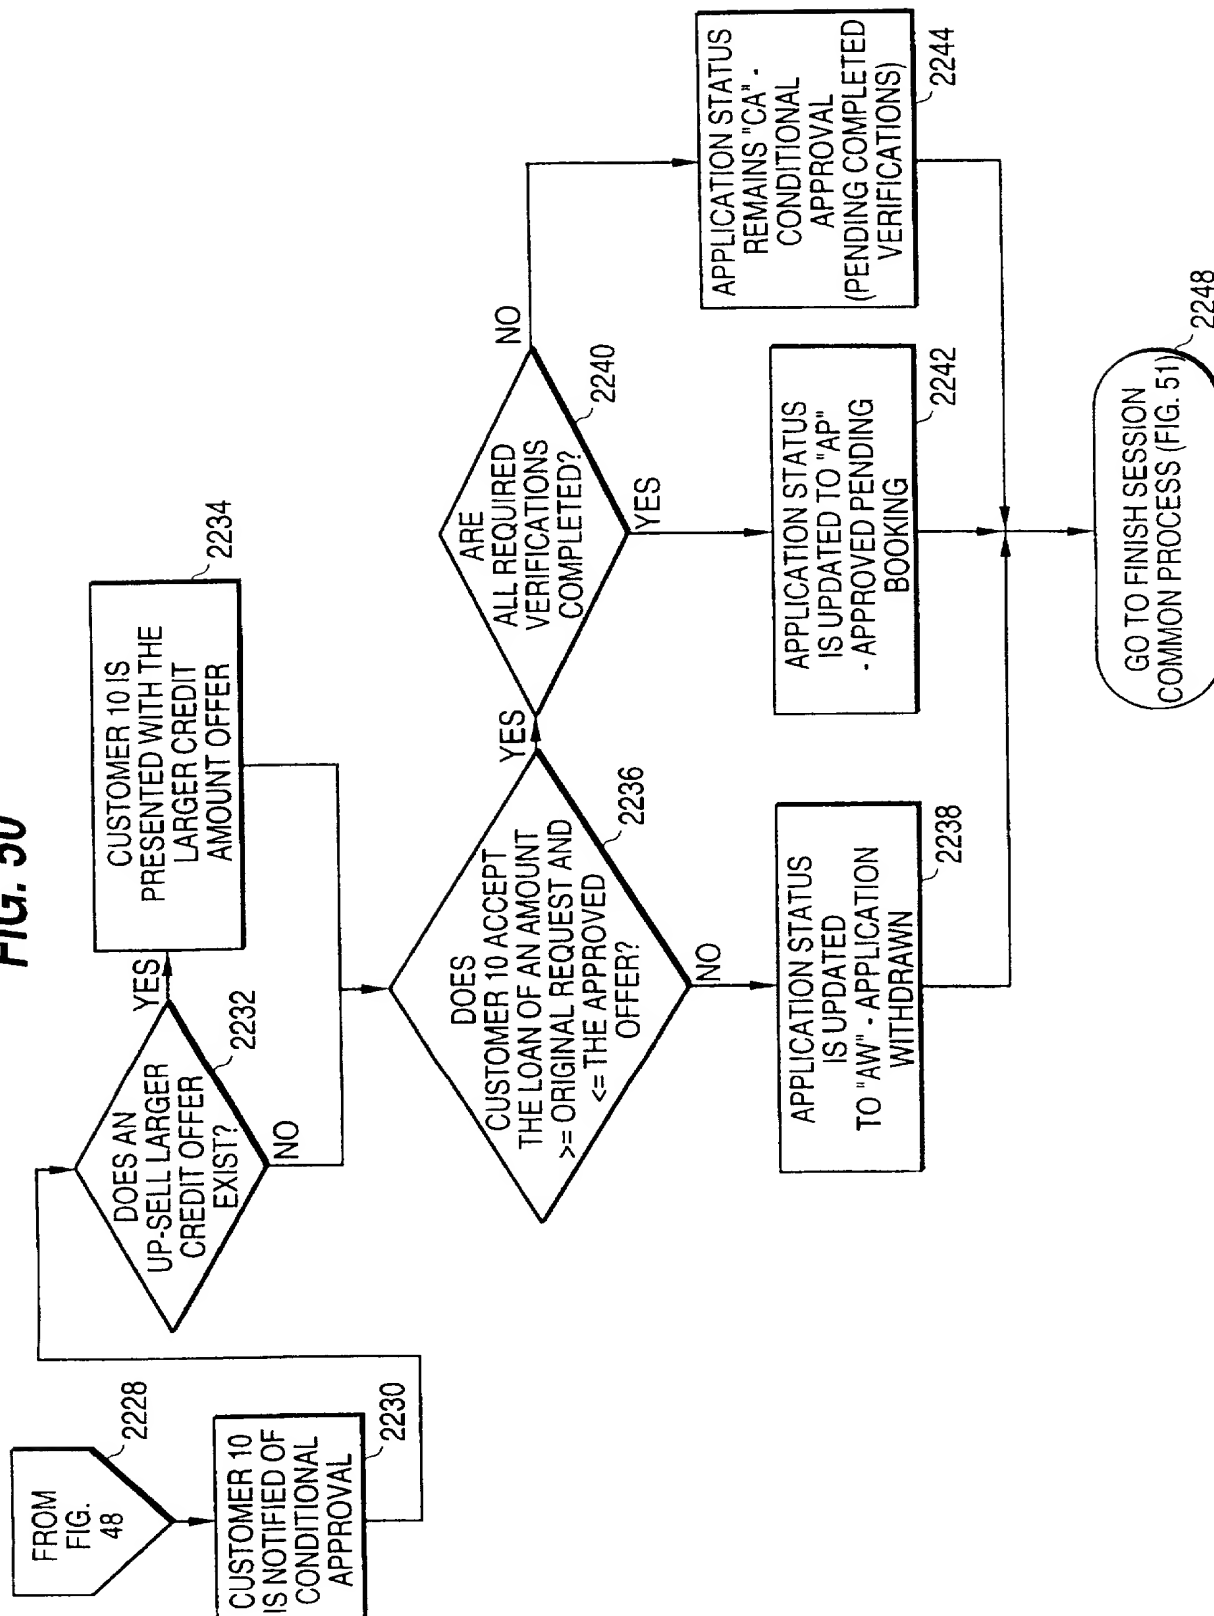 FIG. 50
FROM
FIG.
48
2228
CUSTOMER 10
IS NOTIFIED OF
CONDITIONAL
APPROVAL
2230
DOES AN
UP-SELL LARGER
CREDIT OFFER
EXIST?
2232
YES
NO
CUSTOMER 10 IS
PRESENTED WITH THE
LARGER CREDIT
AMOUNT OFFER
2234
DOES
CUSTOMER 10 ACCEPT
THE LOAN OF AN AMOUNT
>= ORIGINAL REQUEST AND
<= THE APPROVED
OFFER?
2236
YES
NO
APPLICATION STATUS
IS UPDATED
TO "AW" - APPLICATION
WITHDRAWN
2238
ARE
ALL REQUIRED
VERIFICATIONS
COMPLETED?
2240
NO
YES
APPLICATION STATUS
IS UPDATED TO "AP"
- APPROVED PENDING
BOOKING
2242
APPLICATION STATUS
REMAINS "CA" -
CONDITIONAL
APPROVAL
(PENDING COMPLETED
VERIFICATIONS)
2244
GO TO FINISH SESSION
COMMON PROCESS (FIG. 51)
2248